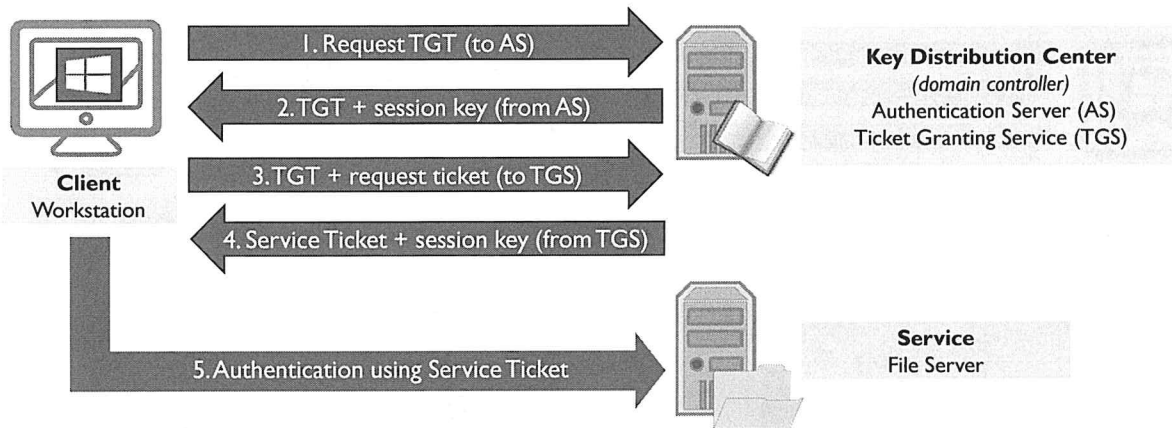 1. Request TGT (to AS)
2. TGT + session key (from AS)
3. TGT + request ticket (to TGS)
4. Service Ticket + session key (from TGS)
5. Authentication using Service Ticket
Client
Workstation
Key Distribution Center
(domain controller)
Authentication Server (AS)
Ticket Granting Service (TGS)
Service
File Server